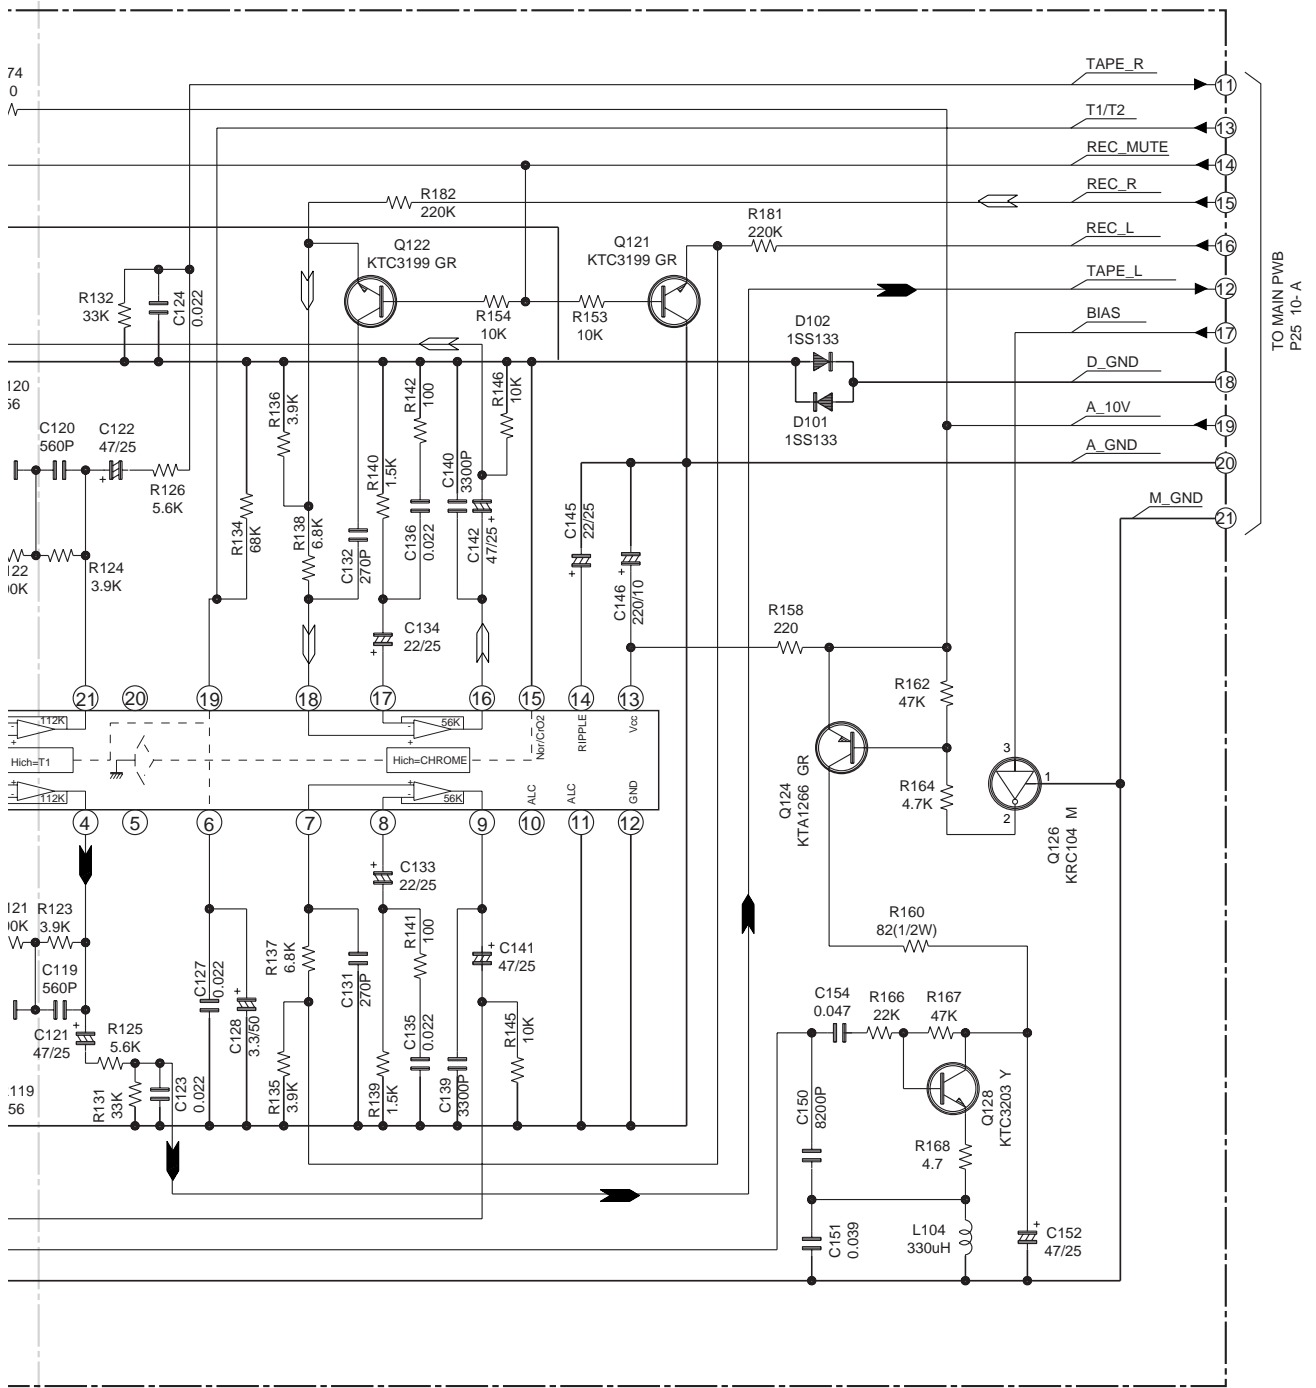 74
0
TAPE_R
11
T1/T2
13
REC_MUTE
14
REC_R
15
R182
220K
R181
220K
REC_L
16
Q122
KTC3199 GR
Q121
KTC3199 GR
TAPE_L
12
TO MAIN PWB
P25 10- A
R132
33K
C124
0.022
R154
10K
R153
10K
D102
1SS133
BIAS
17
D_GND
18
D101
1SS133
A_10V
19
A_GND
20
M_GND
21
120
56
C120
560P
C122
47/25
+
R126
5.6K
R136
3.9K
R142
100
R146
10K
R140
1.5K
C140
3300P
R134
68K
R138
6.8K
C132
270P
C136
0.022
C142
47/25 +
C145
22/25
+
C146
220/10
+
122
00K
R124
3.9K
C134
22/25
+
R158
220
R162
47K
21
20
19
18
17
16
15
14
13
112K
-
+
56K
-
+
Nor/CrO2
RIPPLE
Vcc
Hich=T1
Hich=CHROME
112K
+
-
56K
+
-
ALC
ALC
GND
4
5
6
7
8
9
10
11
12
Q124
KTA1266 GR
R164
4.7K
3
1
2
Q126
KRC104 M
C133
22/25
+
121
00K
R123
3.9K
C119
560P
C121
47/25
+
R125
5.6K
C127
0.022
C128
3.3/50
+
R137
6.8K
C131
270P
R141
100
C141
47/25
+
C135
0.022
R145
10K
R160
82(1/2W)
C154
0.047
R166
22K
R167
47K
119
56
R131
33K
C123
0.022
R135
3.9K
R139
1.5K
C139
3300P
C150
8200P
Q128
KTC3203 Y
R168
4.7
C151
0.039
L104
330uH
C152
47/25
+